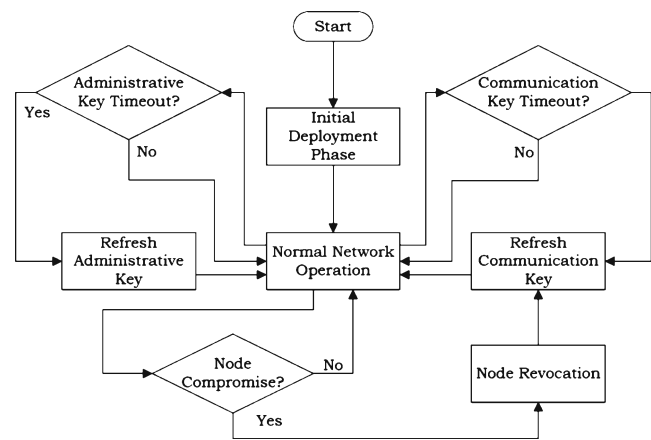 Start
Administrative
Key Timeout?
Communication
Key Timeout?
Yes
Initial
Deployment
Phase
No
No
Refresh
Administrative
Key
Normal Network
Operation
Refresh
Communication
Key
Node
Compromise?
No
Node Revocation
Yes